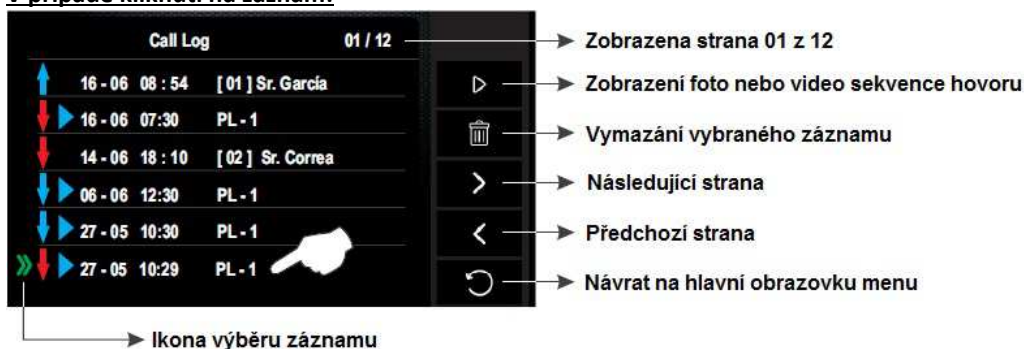 V případě kliknutí na záznam:
Call Log 01 / 12
Zobrazena strana 01 z 12
16 - 06 08 : 54 [ 01 ] Sr. García
Zobrazení foto nebo video sekvence hovoru
16 - 06 07:30 PL - 1
Vymazání vybraného záznamu
14 - 06 18 : 10 [ 02 ] Sr. Correa
06 - 06 12:30 PL - 1
Následující strana
27 - 05 10:30 PL - 1
Předchozí strana
27 - 05 10:29 PL - 1
Návrat na hlavní obrazovku menu
Ikona výběru záznamu